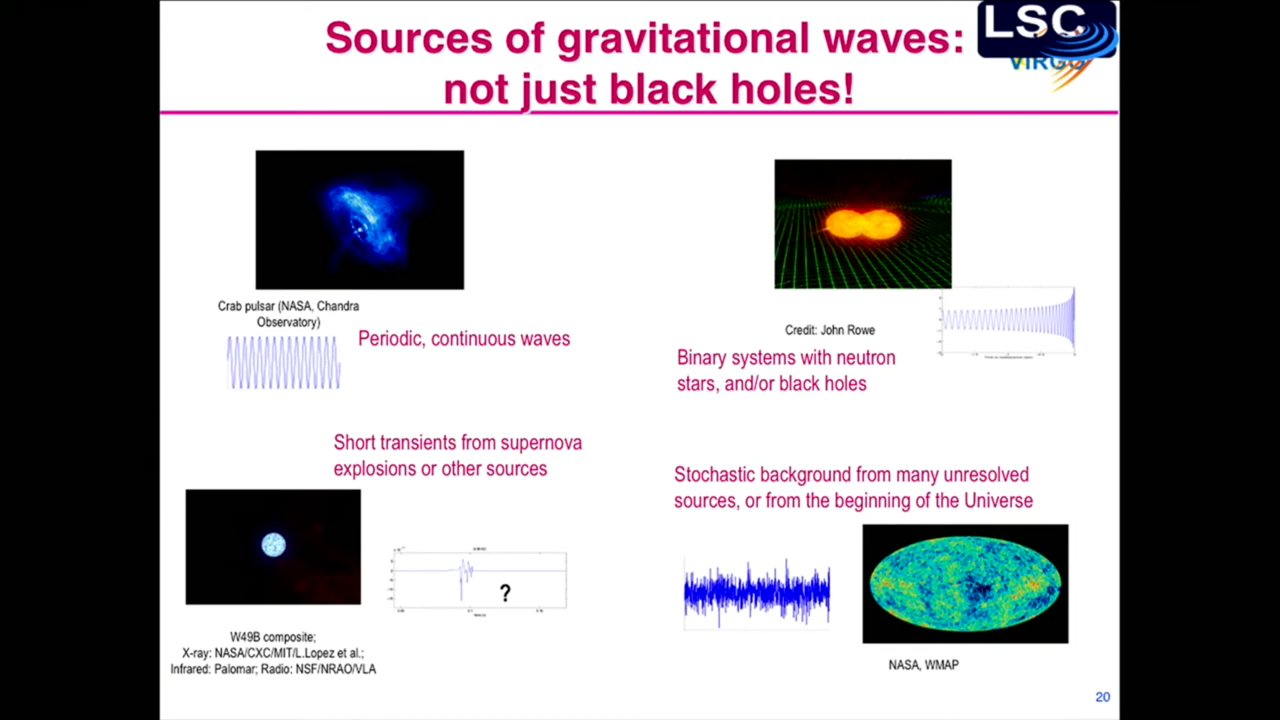 Sources of gravitational waves:
not just black holes!
LSC
VIRGO
Crab pulsar (NASA, Chandra
Observatory)
Periodic, continuous waves
Credit: John Rowe
Binary systems with neutron
stars, and/or black holes
Short transients from supernova
explosions or other sources
?
W49B composite;
X-ray: NASA/CXC/MIT/L.Lopez et al.;
Infrared: Palomar; Radio: NSF/NRAO/VLA
Stochastic background from many unresolved
sources, or from the beginning of the Universe
NASA, WMAP
20